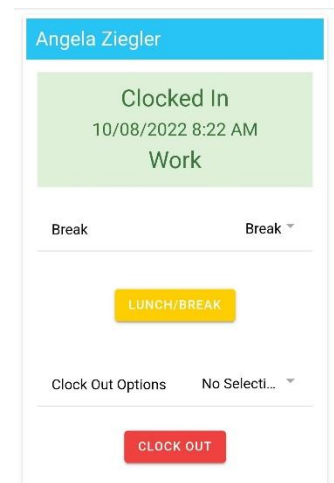 Angela Ziegler
Clocked In
10/08/2022 8:22 AM
Work
Break Break
LUNCH/BREAK
Clock Out Options No Selecti...
CLOCK OUT